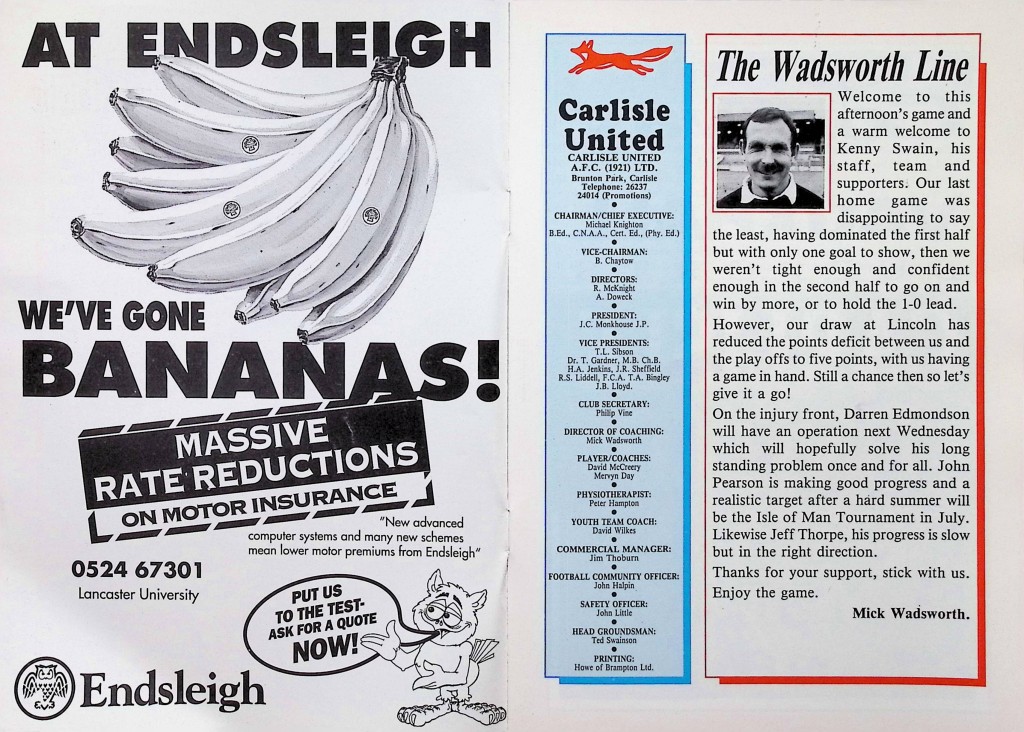 AT ENDSLEIGH
WE'VE GONE
BANANAS!
MASSIVE
RATE REDUCTIONS
ON MOTOR INSURANCE
"New advanced
computer systems and many new schemes
mean lower motor premiums from Endsleigh"
0524 67301
Lancaster University
PUT US
TO THE TEST-
ASK FOR A QUOTE
NOW!
Endsleigh
Carlisle
United
CARLISLE UNITED
A.F.C. (1921) LTD.
Brunton Park, Carlisle
Telephone: 26237
24014 (Promotions)
CHAIRMAN/CHIEF EXECUTIVE:
Michael Knighton
B.Ed., C.N.A.A., Cert. Ed., (Phy. Ed.)
VICE-CHAIRMAN:
B. Chaytow
DIRECTORS:
R. McKnight
A. Doweck
PRESIDENT:
J.C. Monkhouse J.P.
VICE PRESIDENTS:
T.L. Sibson
Dr. T. Gardner, M.B. Ch.B.
H.A. Jenkins, J.R. Sheffield
R.S. Liddell, F.C.A. T.A. Bingley
J.B. Lloyd.
CLUB SECRETARY:
Philip Vine
DIRECTOR OF COACHING:
Mick Wadsworth
PLAYER/COACHES:
David McCreery
Mervyn Day
PHYSIOTHERAPIST:
Peter Hampton
YOUTH TEAM COACH:
David Wilkes
COMMERCIAL MANAGER:
Jim Thoburn
FOOTBALL COMMUNITY OFFICER:
John Halpin
SAFETY OFFICER:
John Little
HEAD GROUNDSMAN:
Ted Swainson
PRINTING:
Howe of Brampton Ltd.
The Wadsworth Line
Welcome to this
afternoon's game and
a warm welcome to
Kenny Swain, his
staff, team and
supporters. Our last
home game was
disappointing to say
the least, having dominated the first half
but with only one goal to show, then we
weren't tight enough and confident
enough in the second half to go on and
win by more, or to hold the 1-0 lead.
However, our draw at Lincoln has
reduced the points deficit between us and
the play offs to five points, with us having
a game in hand. Still a chance then so let's
give it a go!
On the injury front, Darren Edmondson
will have an operation next Wednesday
which will hopefully solve his long
standing problem once and for all. John
Pearson is making good progress and a
realistic target after a hard summer will
be the Isle of Man Tournament in July.
Likewise Jeff Thorpe, his progress is slow
but in the right direction.
Thanks for your support, stick with us.
Enjoy the game.
Mick Wadsworth.